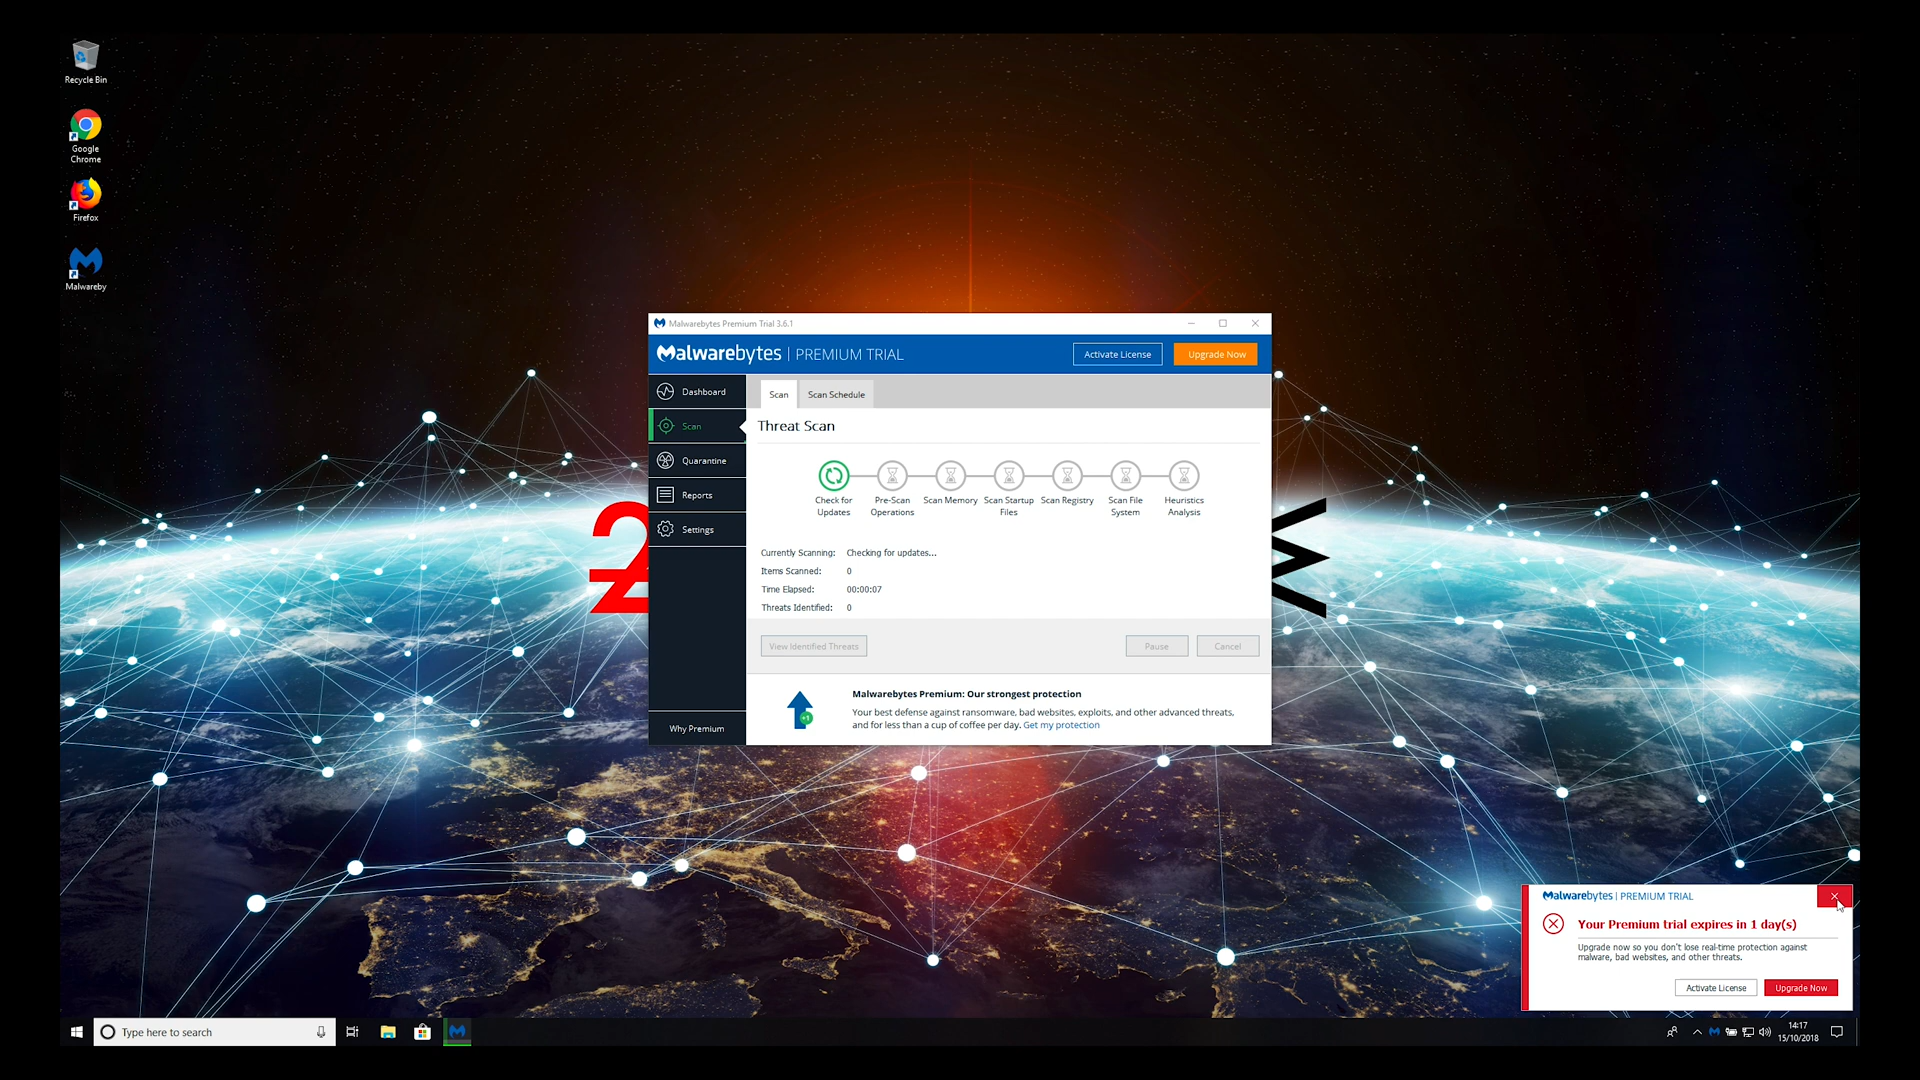 Recycle Bin
Google
Chrome
Firefox
Malwareby
Malwarebytes Premium Trial 3.6.1
Malwarebytes | PREMIUM TRIAL
Activate License
Upgrade Now
Dashboard
Scan
Quarantine
Reports
Settings
Why Premium
Scan
Scan Schedule
Threat Scan
Check for
Updates
Pre-Scan
Operations
Scan Memory
Scan Startup
Files
Scan Registry
Scan File
System
Heuristics
Analysis
Currently Scanning: Checking for updates...
Items Scanned: 0
Time Elapsed: 00:00:07
Threats Identified: 0
View Identified Threats
Pause
Cancel
+1
Malwarebytes Premium: Our strongest protection
Your best defense against ransomware, bad websites, exploits, and other advanced threats,
and for less than a cup of coffee per day. Get my protection
Malwarebytes | PREMIUM TRIAL
Your Premium trial expires in 1 day(s)
Upgrade now so you don't lose real-time protection against
malware, bad websites, and other threats.
Activate License
Upgrade Now
Type here to search
14:17
15/10/2018